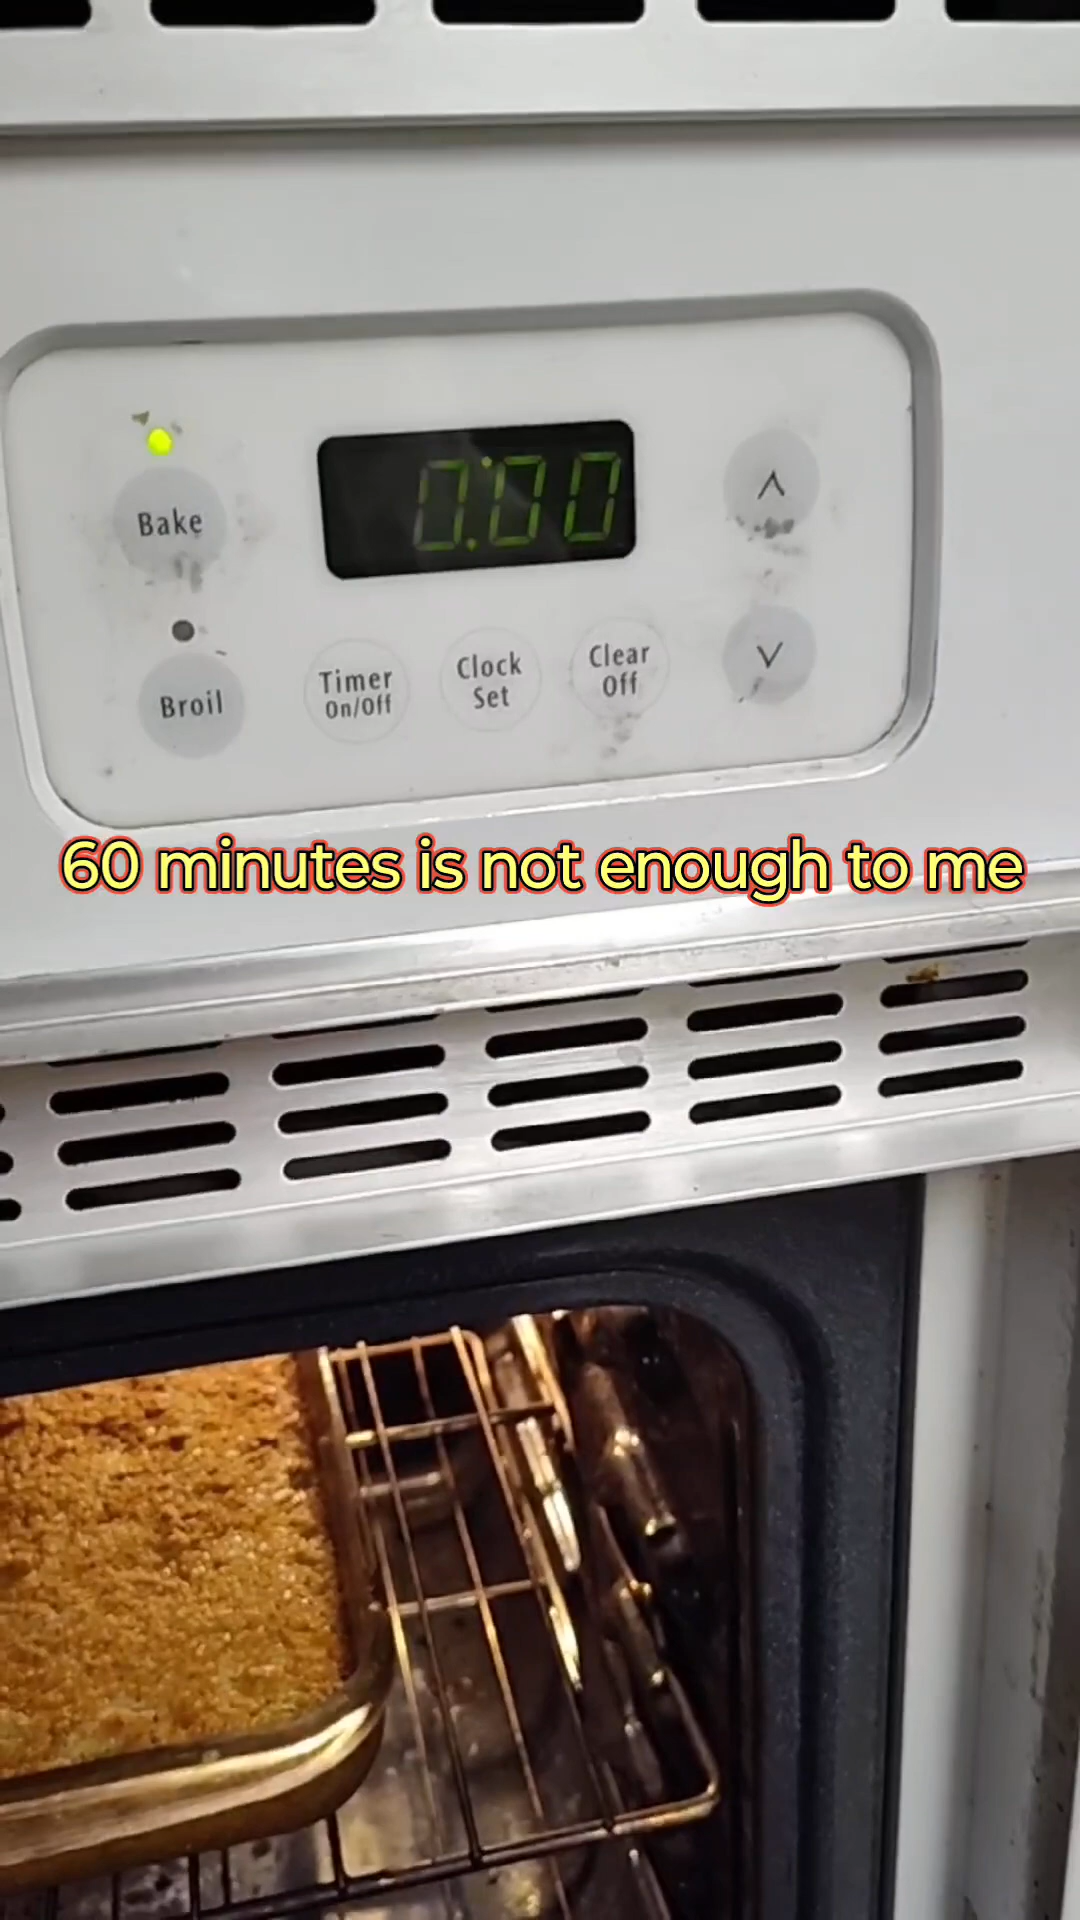 0:00
Bake
Broil
Timer
On/Off
Clock
Set
Clear
Off
60 minutes is not enough to me